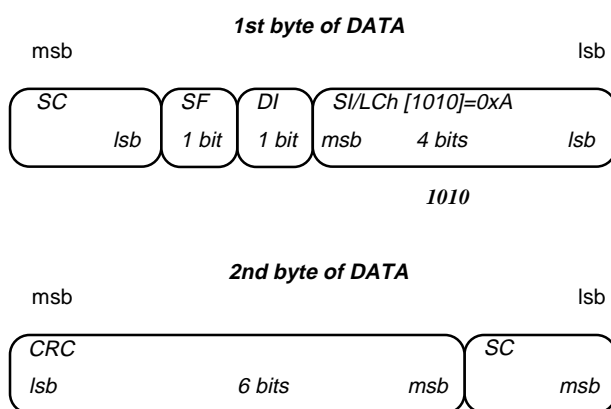 1st byte of DATA
msb lsb
SC SF DI SI/LCh [1010]=0xA
lsb 1 bit 1 bit msb 4 bits lsb
1010
2nd byte of DATA
msb lsb
CRC SC
lsb 6 bits msb msb